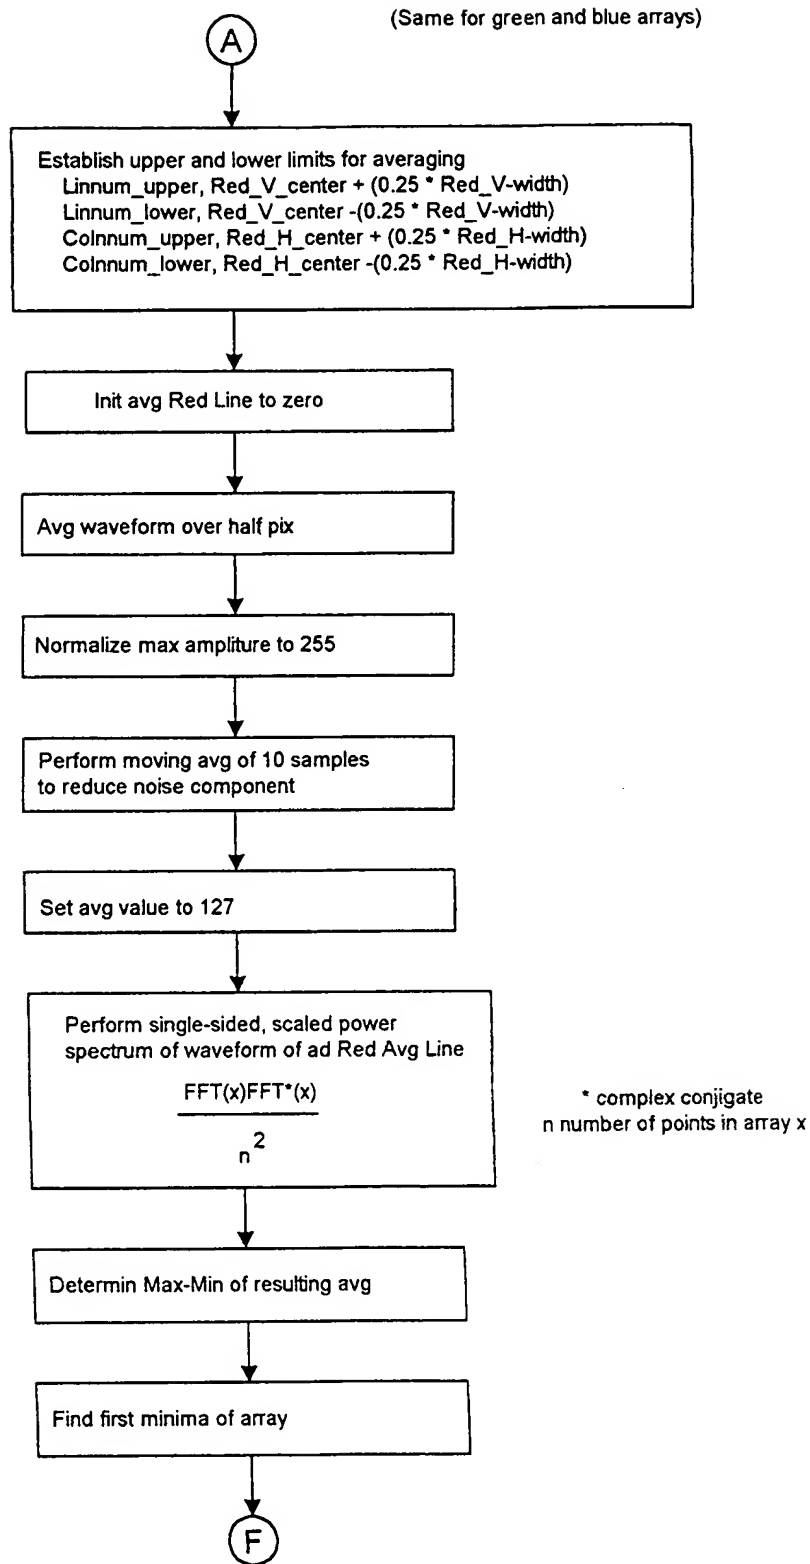 (Same for green and blue arrays)
A
Establish upper and lower limits for averaging
Linnum_upper, Red_V_center + (0.25 * Red_V-width)
Linnum_lower, Red_V_center -(0.25 * Red_V-width)
Colnnum_upper, Red_H_center + (0.25 * Red_H-width)
Colnnum_lower, Red_H_center -(0.25 * Red_H-width)
Init avg Red Line to zero
Avg waveform over half pix
Normalize max ampliture to 255
Perform moving avg of 10 samples
to reduce noise component
Set avg value to 127
Perform single-sided, scaled power
spectrum of waveform of ad Red Avg Line
FFT(x)FFT*(x)
n2
* complex conjigate
n number of points in array x
Determin Max-Min of resulting avg
Find first minima of array
F